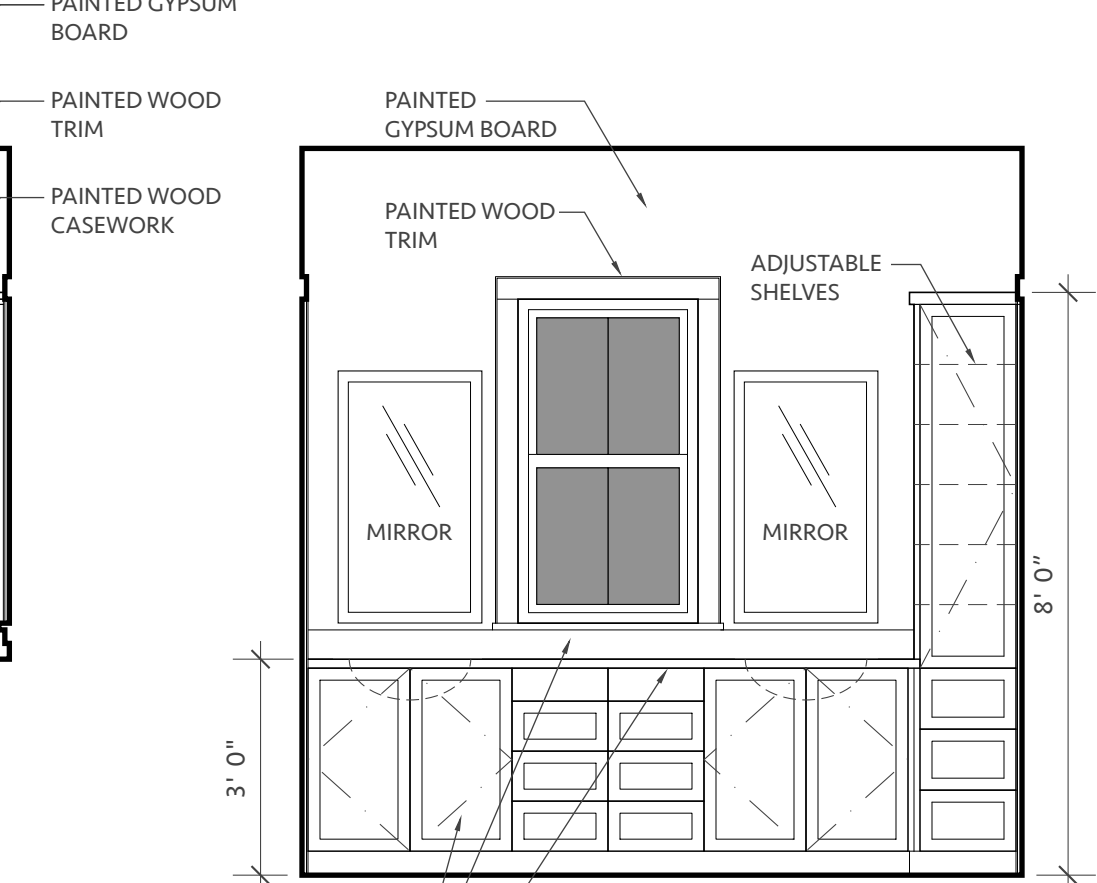 PAINTED GYPSUM
BOARD
PAINTED WOOD
TRIM
PAINTED WOOD
CASEWORK
PAINTED
GYPSUM BOARD
PAINTED WOOD
TRIM
ADJUSTABLE
SHELVES
MIRROR
MIRROR
8' 0"
3' 0"